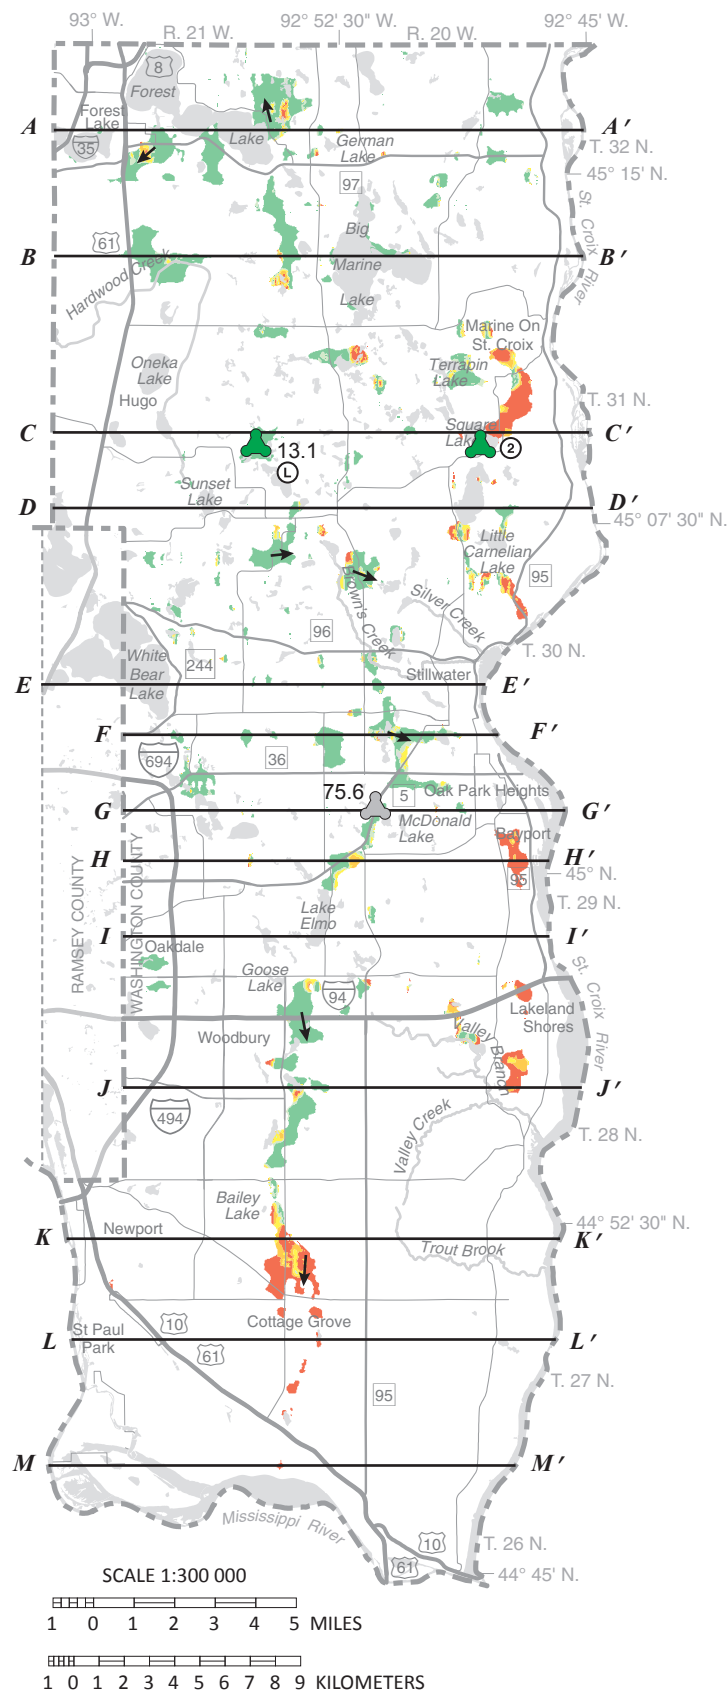 93° W.
92° 52' 30" W.
92° 45' W.
R. 21 W.
R. 20 W.
8
Forest
Forest
Lake
Lake
A
A'
35
German
Lake
T. 32 N.
45° 15' N.
97
St. Croix River
Big
Marine
Lake
61
B
B'
Hardwood Creek
Marine On
St. Croix
Oneka
Lake
Terrapin
Lake
Hugo
T. 31 N.
Square
Lake
C
C'
13.1
L
2
Sunset
Lake
D
D'
45° 07' 30" N.
Little
Carnelian
Lake
95
Brown's Creek
Silver Creek
96
T. 30 N.
White
Bear
Lake
244
Stillwater
E
E'
F
F'
694
36
75.6
5
Oak Park Heights
G
G'
McDonald
Lake
Bayport
H
H'
95
45° N.
T. 29 N.
Lake
Elmo
I
I'
RAMSEY COUNTY
WASHINGTON COUNTY
Oakdale
Goose
Lake
94
St. Croix River
Lakeland
Shores
Woodbury
Valley Branch
J
J'
494
Valley Creek
T. 28 N.
Bailey
Lake
44° 52' 30" N.
Newport
K
K'
Trout Brook
10
Cottage Grove
St Paul
Park
L
L'
61
T. 27 N.
95
M
M'
Mississippi River
10
T. 26 N.
61
44° 45' N.
SCALE 1:300 000
1 0 1 2 3 4 5 MILES
1 0 1 2 3 4 5 6 7 8 9 KILOMETERS